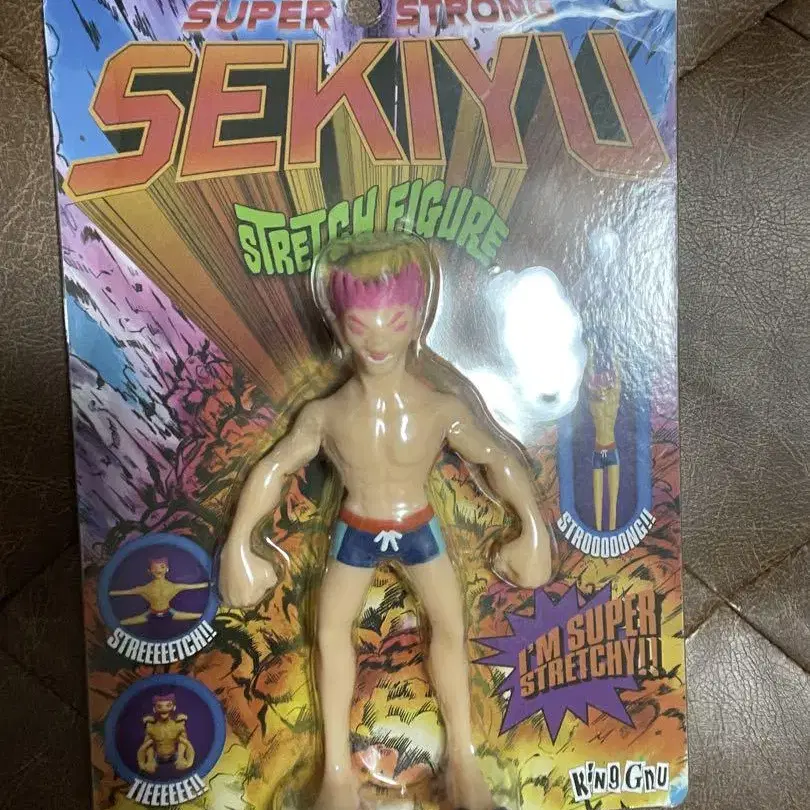 SUPER STRONG
SEKIYU
STRETCH FIGURE
STROOOOONG!!
STREEEEETCH!!
I'M SUPER
STRETCHY!!
TIEEEEEE!!
King Gnu